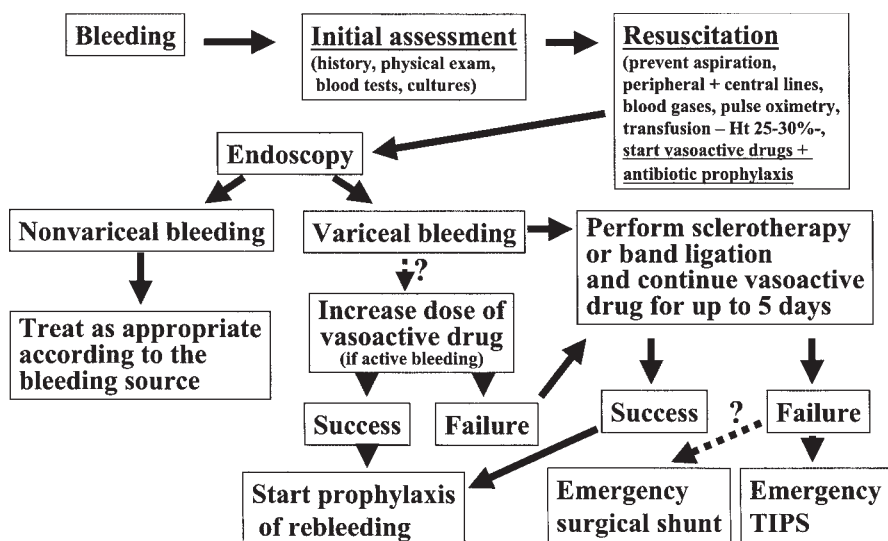 Bleeding
Initial assessment
(history, physical exam,
blood tests, cultures)
Resuscitation
(prevent aspiration,
peripheral + central lines,
blood gases, pulse oximetry,
transfusion – Ht 25-30%-,
start vasoactive drugs +
antibiotic prophylaxis)
Endoscopy
Nonvariceal bleeding
Variceal bleeding
Perform sclerotherapy
or band ligation
and continue vasoactive
drug for up to 5 days
?
Treat as appropriate
according to the
bleeding source
Increase dose of
vasoactive drug
(if active bleeding)
Success
Failure
Success
?
Failure
Start prophylaxis
of rebleeding
Emergency
surgical shunt
Emergency
TIPS